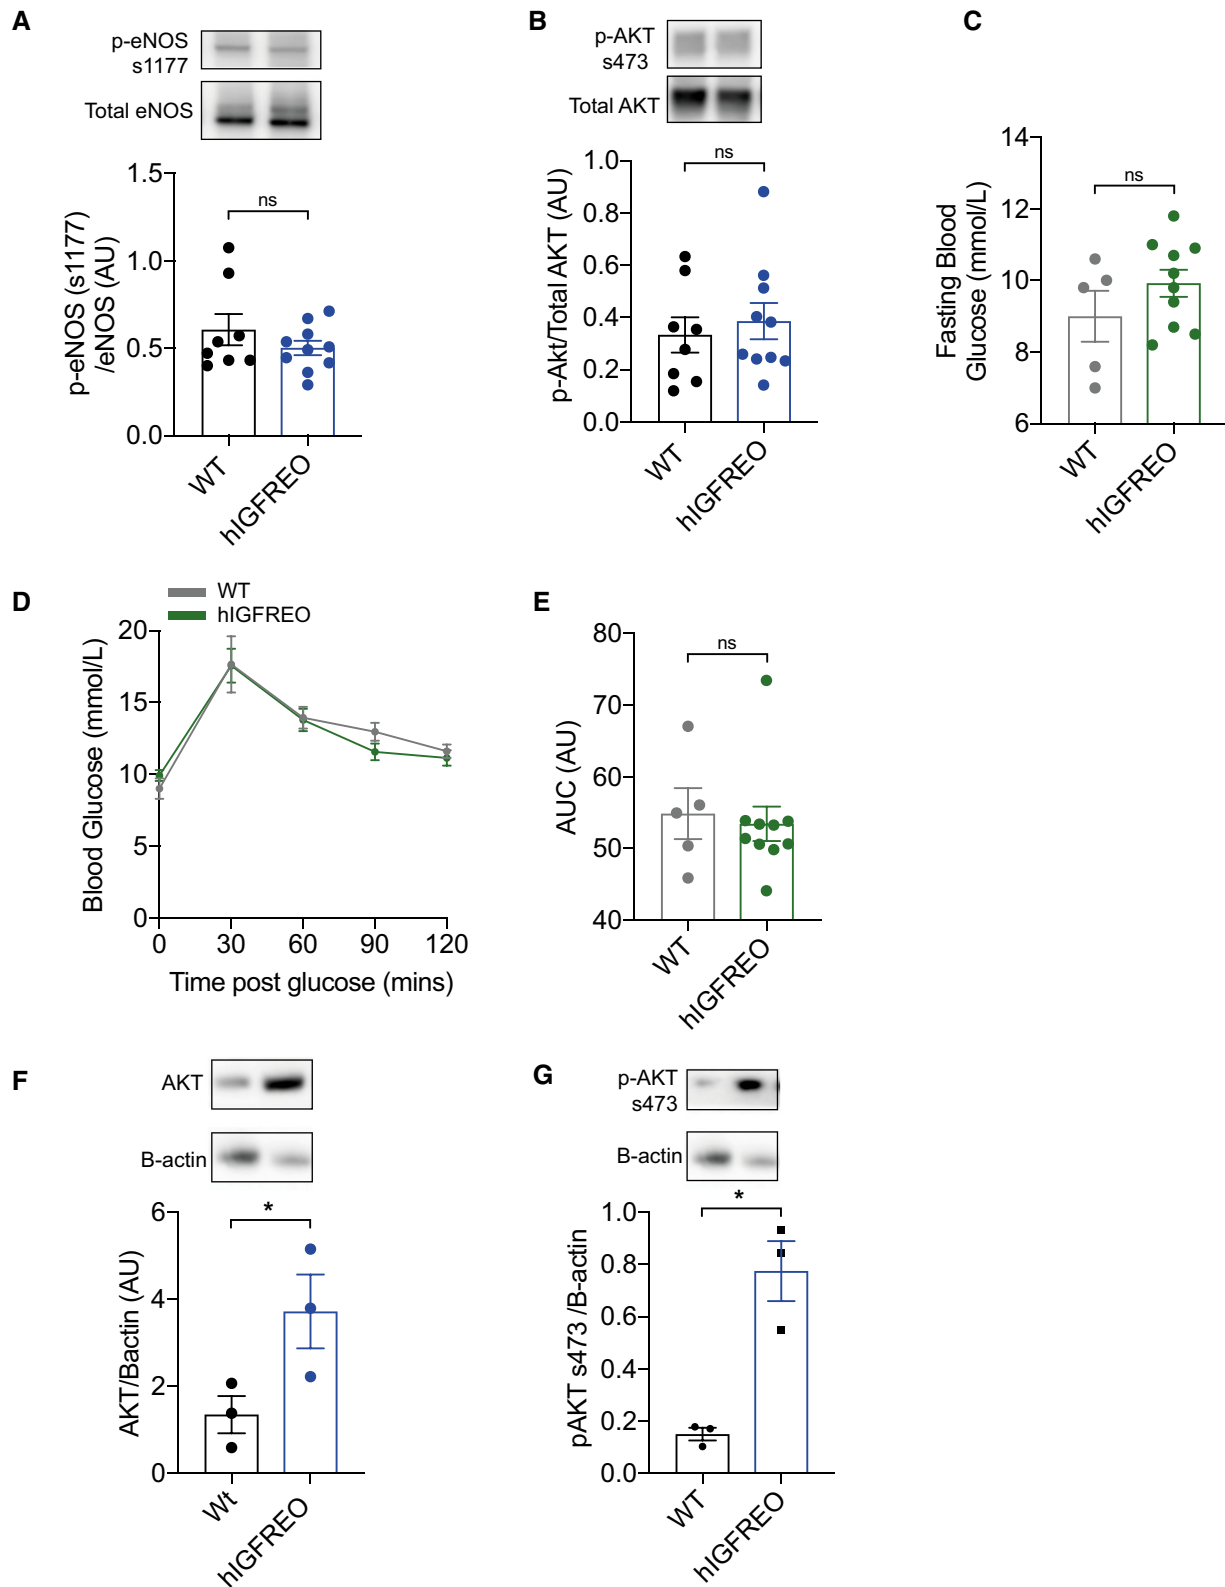 A
p-eNOS
s1177
Total eNOS
p-eNOS (s1177)
/eNOS (AU)
1.5
1.0
0.5
0.0
ns
WT
hIGFREO
B
p-AKT
s473
Total AKT
p-Akt/Total AKT (AU)
1.0
0.8
0.6
0.4
0.2
0.0
ns
WT
hIGFREO
C
Fasting Blood
Glucose (mmol/L)
14
12
10
8
6
ns
WT
hIGFREO
D
WT
hIGFREO
Blood Glucose (mmol/L)
20
15
10
5
0
0 30 60 90 120
Time post glucose (mins)
E
AUC (AU)
80
70
60
50
40
ns
WT
hIGFREO
F
AKT
B-actin
AKT/Bactin (AU)
6
4
2
0
*
Wt
hIGFREO
G
p-AKT
s473
B-actin
pAKT s473 /B-actin
1.0
0.8
0.6
0.4
0.2
0.0
*
WT
hIGFREO